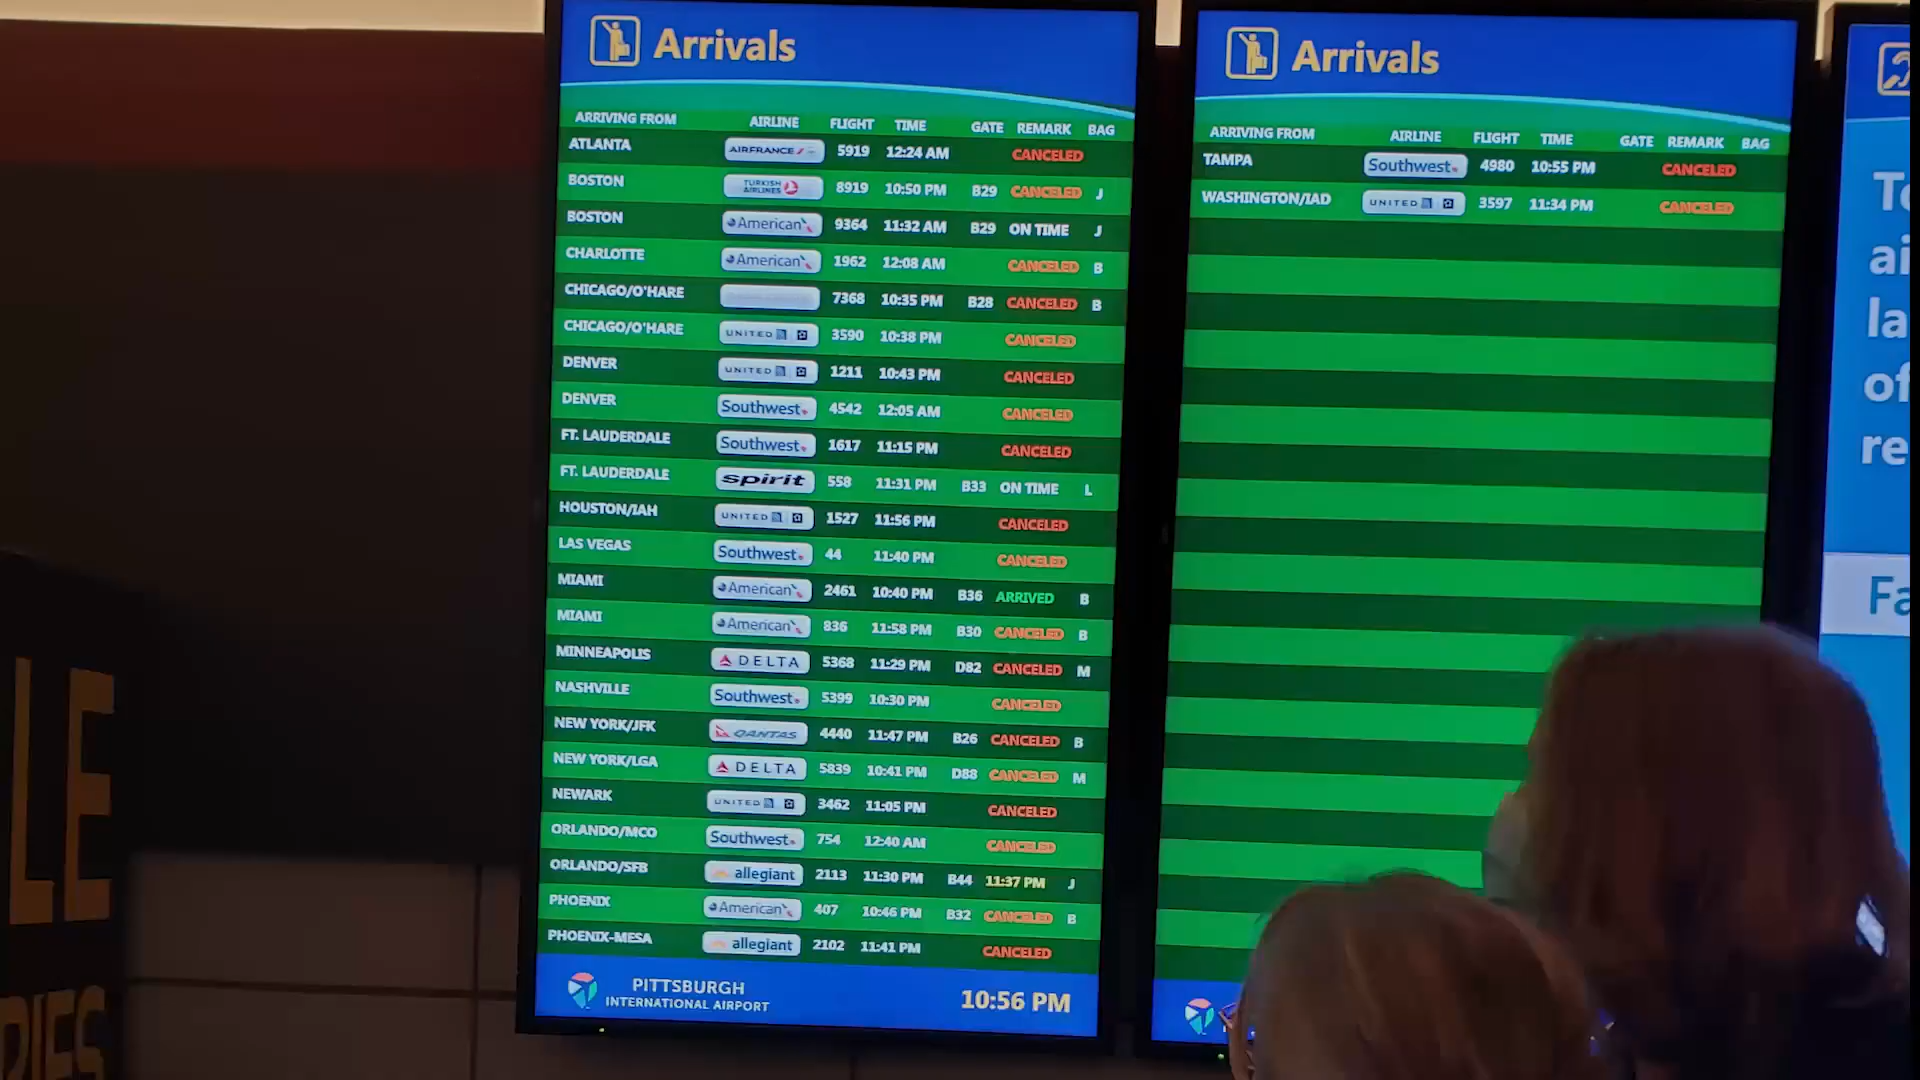 Arrivals
ARRIVING FROM AIRLINE FLIGHT TIME GATE REMARK BAG
ATLANTA AIRFRANCE 5919 12:24 AM CANCELED
BOSTON TURKISH AIRLINES 8919 10:50 PM B29 CANCELED J
BOSTON American 9364 11:32 AM B29 ON TIME J
CHARLOTTE American 1962 12:08 AM CANCELED B
CHICAGO/O'HARE 7368 10:35 PM B28 CANCELED B
CHICAGO/O'HARE UNITED 3590 10:38 PM CANCELED
DENVER UNITED 1211 10:43 PM CANCELED
DENVER Southwest 4542 12:05 AM CANCELED
FT. LAUDERDALE Southwest 1617 11:15 PM CANCELED
FT. LAUDERDALE spirit 558 11:31 PM B33 ON TIME L
HOUSTON/IAH UNITED 1527 11:56 PM CANCELED
LAS VEGAS Southwest 44 11:40 PM CANCELED
MIAMI American 2461 10:40 PM B36 ARRIVED B
MIAMI American 836 11:58 PM B30 CANCELED B
MINNEAPOLIS DELTA 5368 11:29 PM D82 CANCELED M
NASHVILLE Southwest 5399 10:30 PM CANCELED
NEW YORK/JFK QANTAS 4440 11:47 PM B26 CANCELED B
NEW YORK/LGA DELTA 5839 10:41 PM D88 CANCELED M
NEWARK UNITED 3462 11:05 PM CANCELED
ORLANDO/MCO Southwest 754 12:40 AM CANCELED
ORLANDO/SFB allegiant 2113 11:30 PM B44 11:37 PM J
PHOENIX American 407 10:46 PM B32 CANCELED B
PHOENIX-MESA allegiant 2102 11:41 PM CANCELED
PITTSBURGH
INTERNATIONAL AIRPORT
10:56 PM
Arrivals
ARRIVING FROM AIRLINE FLIGHT TIME GATE REMARK BAG
TAMPA Southwest 4980 10:55 PM CANCELED
WASHINGTON/IAD UNITED 3597 11:34 PM CANCELED
LE